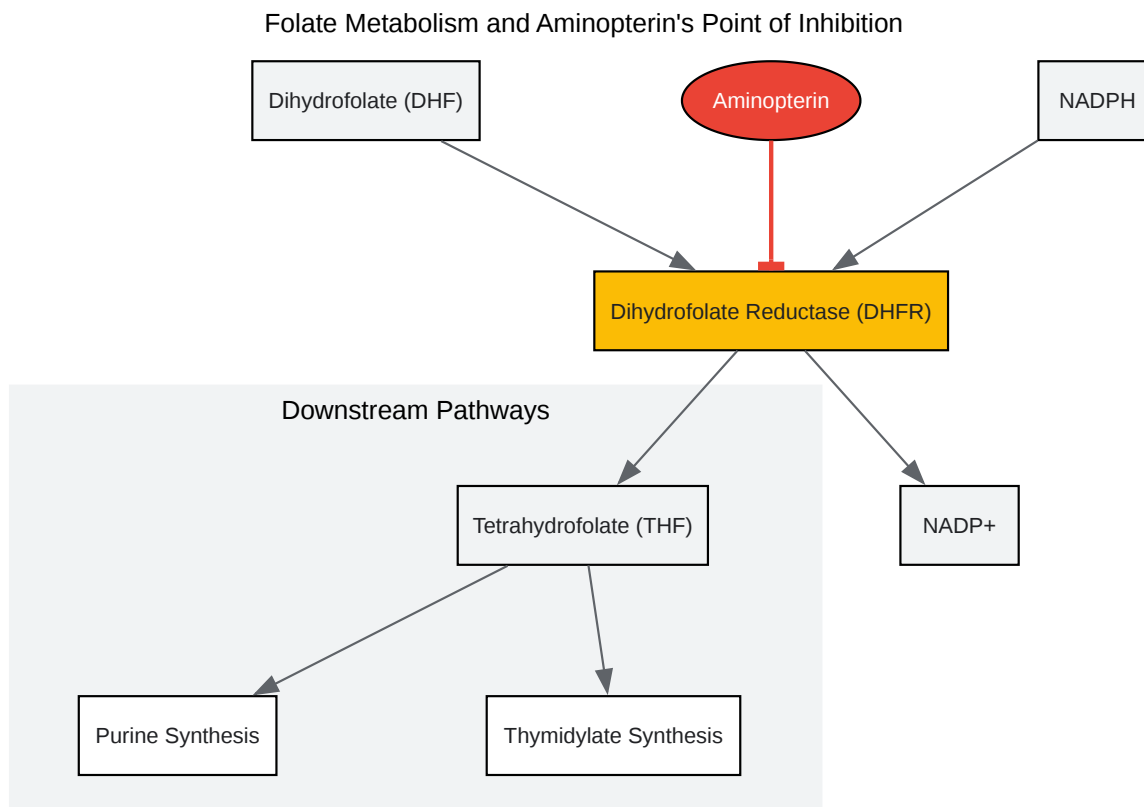 Folate Metabolism and Aminopterin's Point of Inhibition
Dihydrofolate (DHF)
Aminopterin
NADPH
Dihydrofolate Reductase (DHFR)
Downstream Pathways
Tetrahydrofolate (THF)
NADP+
Purine Synthesis
Thymidylate Synthesis